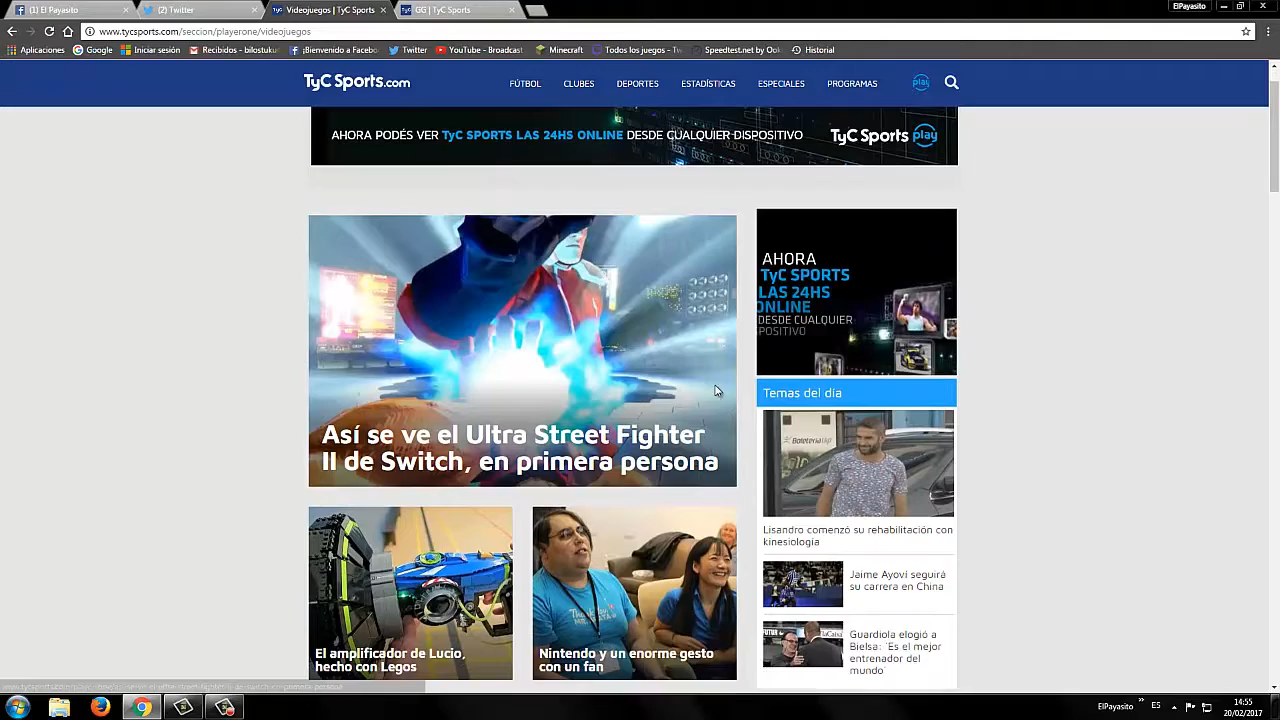 (1) El Payasito
(2) Twitter
Videojuegos | TyC Sports
GG | TyC Sports
ElPayasito
www.tycsports.com/seccion/playerone/videojuegos
Aplicaciones
Google
Iniciar sesión
Recibidos - bilostuku
¡Bienvenido a Facebo
Twitter
YouTube - Broadcast
Minecraft
Todos los juegos - Tw
Speedtest.net by Ook
Historial
TyC Sports.com
FÚTBOL
CLUBES
DEPORTES
ESTADÍSTICAS
ESPECIALES
PROGRAMAS
play
AHORA PODÉS VER TyC SPORTS LAS 24HS ONLINE DESDE CUALQUIER DISPOSITIVO
TyC Sports play
AHORA
TyC SPORTS
LAS 24HS
ONLINE
DESDE CUALQUIER
POSITIVO
Así se ve el Ultra Street Fighter
II de Switch, en primera persona
Temas del día
Boletería
Lisandro comenzó su rehabilitación con
kinesiología
Jaime Ayoví seguirá
su carrera en China
Guardiola elogió a
Bielsa: ´Es el mejor
entrenador del
mundo´
El amplificador de Lucio,
hecho con Legos
Nintendo y un enorme gesto
con un fan
ElPayasito
ES
14:55
20/02/2017